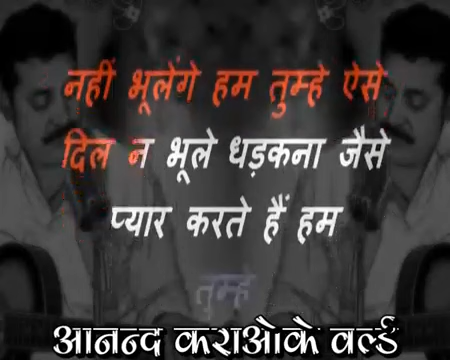 नहीं भूलेंगे हम तुम्हे ऐसे
दिल न भूले धड़कना जैसे
प्यार करते हैं हम
तुम्ह
आनन्द कराओके वर्ल्ड